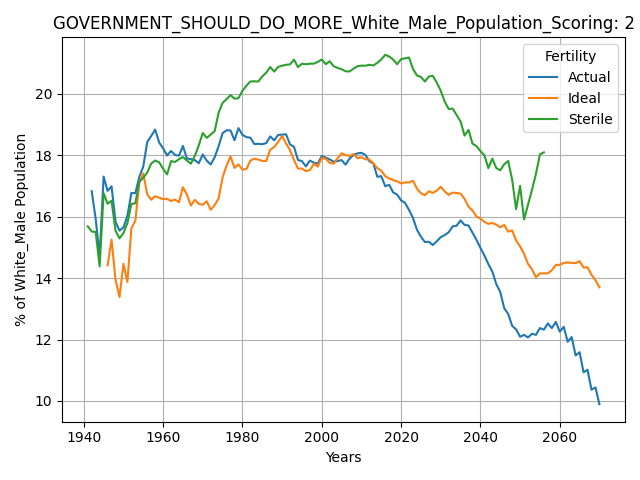 GOVERNMENT_SHOULD_DO_MORE_White_Male_Population_Scoring: 2
Fertility
Actual
Ideal
Sterile
% of White_Male Population
20
18
16
14
12
10
1940 1960 1980 2000 2020 2040 2060
Years